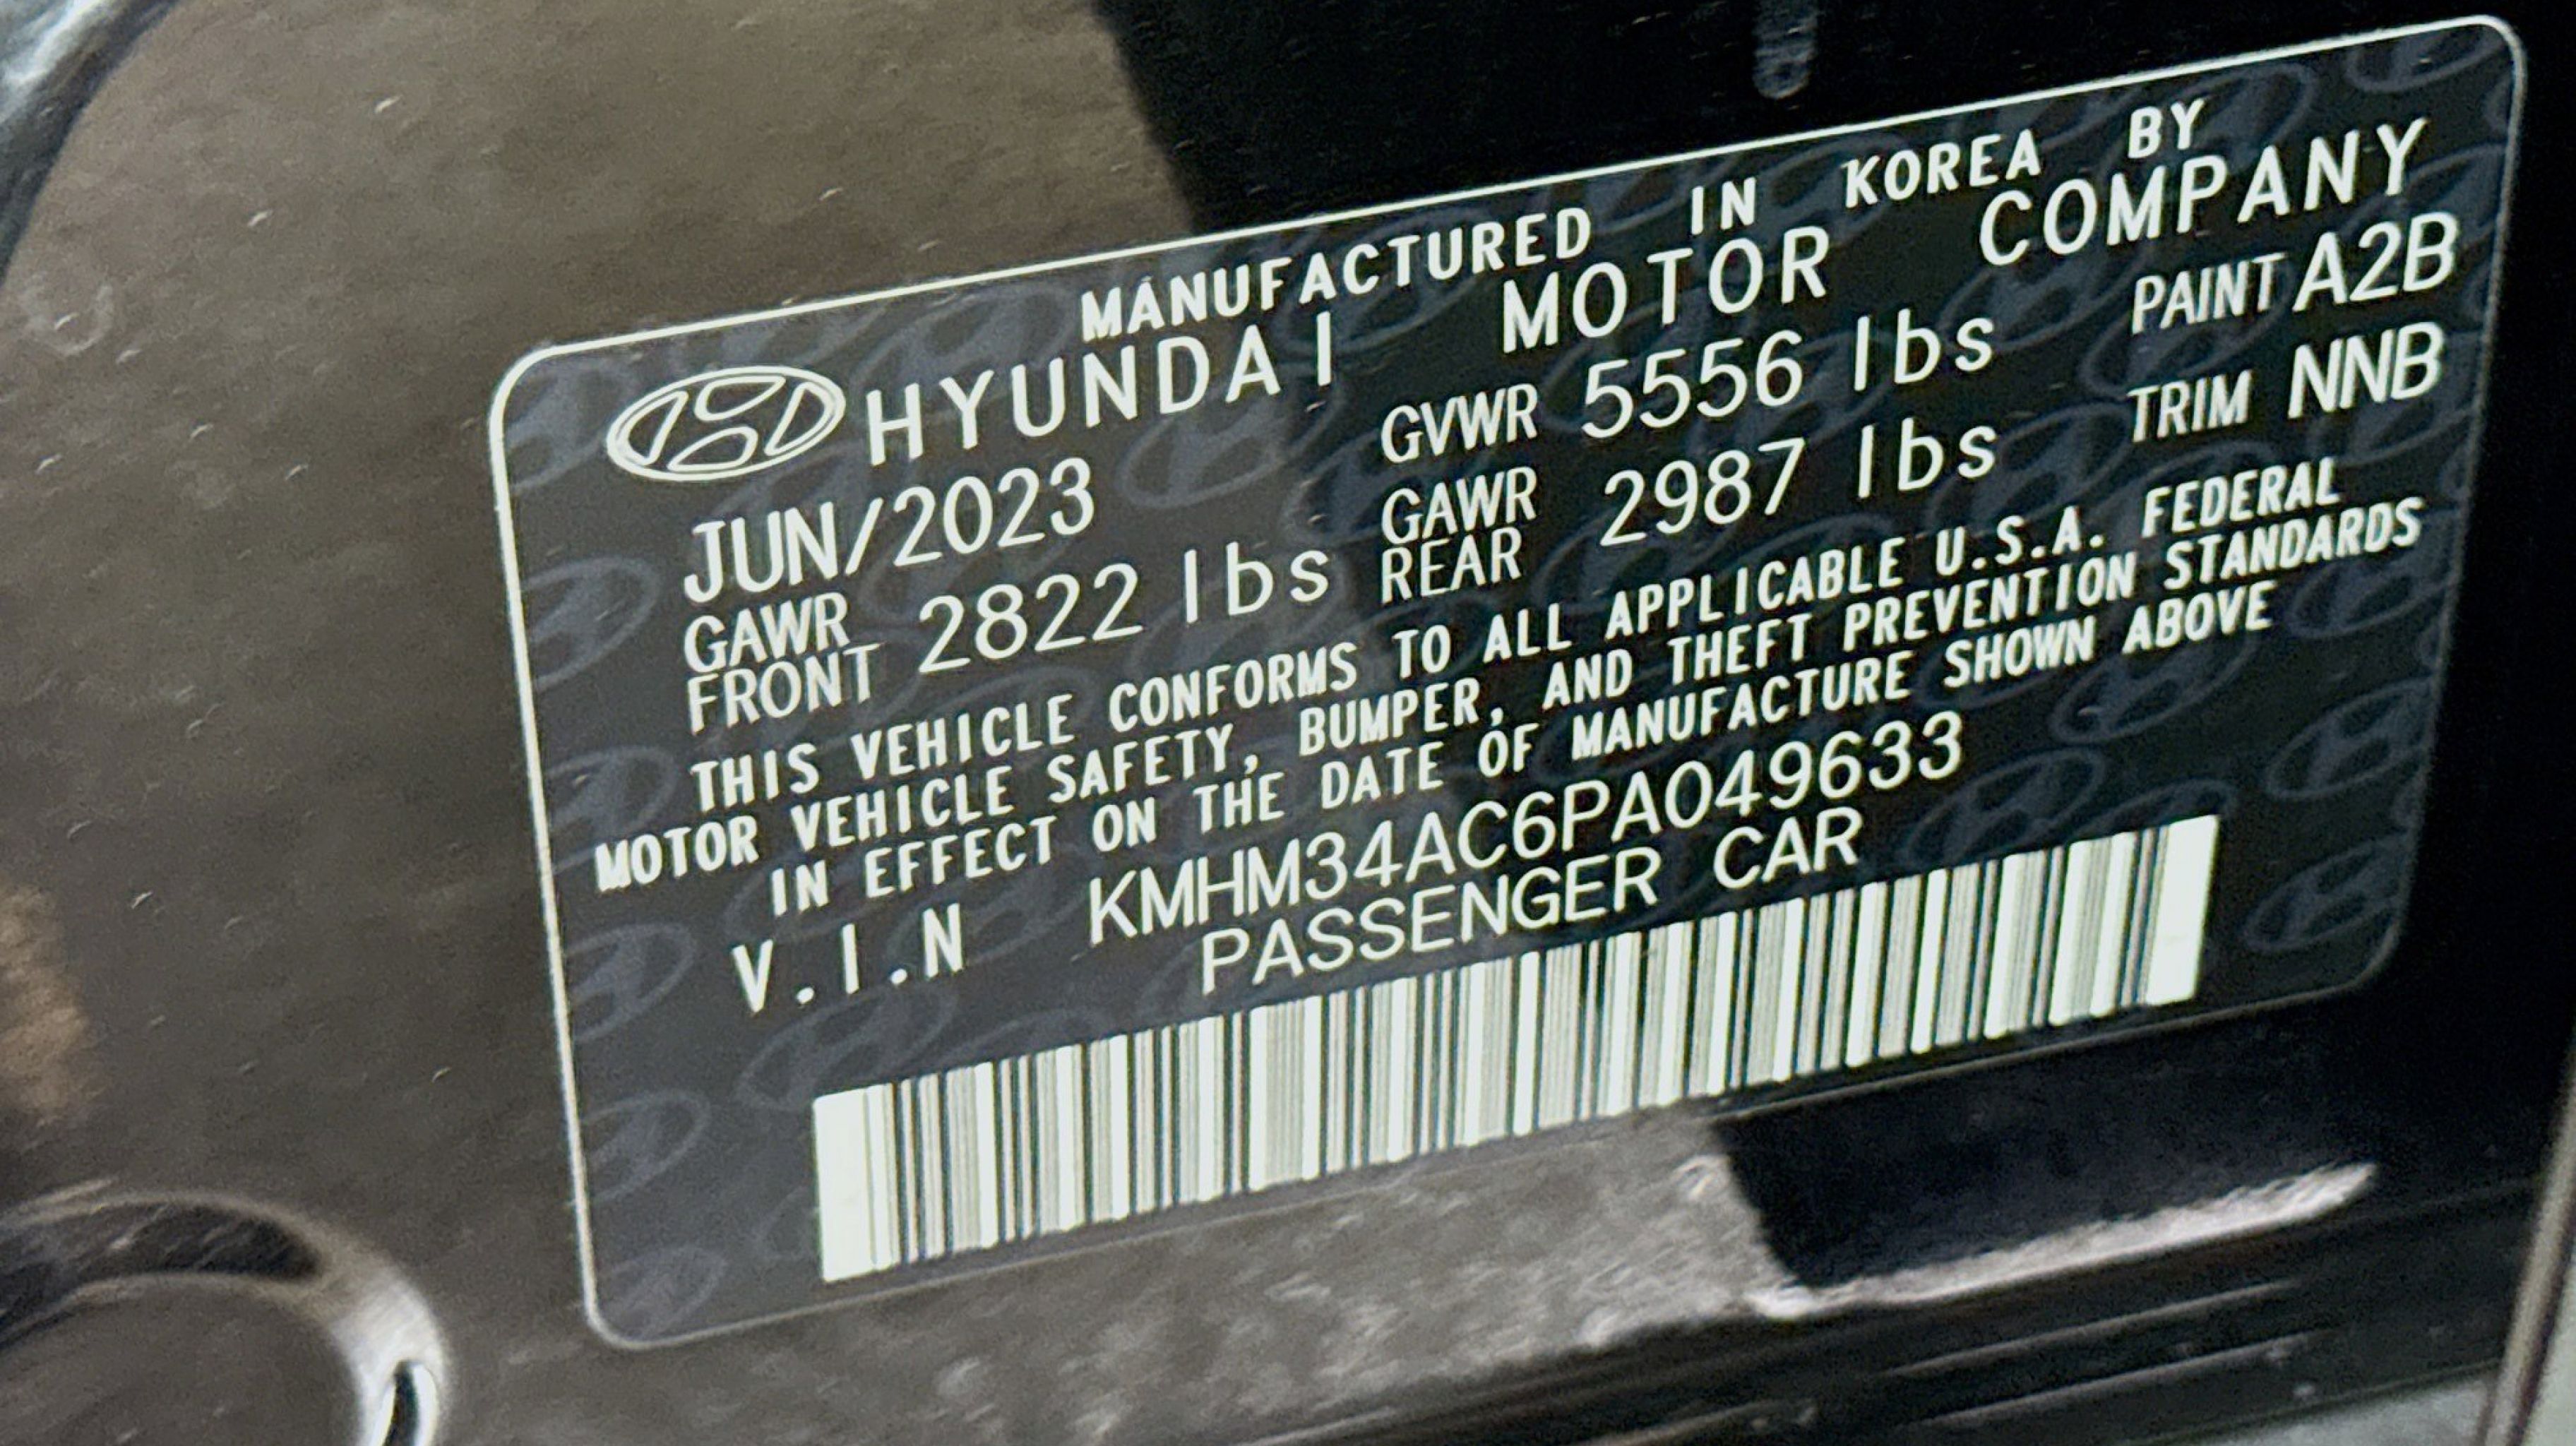 MANUFACTURED IN KOREA BY
HYUNDAI MOTOR COMPANY
JUN/2023 GVWR 5556 lbs PAINT A2B
GAWR FRONT 2822 lbs GAWR REAR 2987 lbs TRIM NNB
THIS VEHICLE CONFORMS TO ALL APPLICABLE U.S.A. FEDERAL
MOTOR VEHICLE SAFETY, BUMPER, AND THEFT PREVENTION STANDARDS
IN EFFECT ON THE DATE OF MANUFACTURE SHOWN ABOVE
V.I.N KMHM34AC6PA049633
PASSENGER CAR